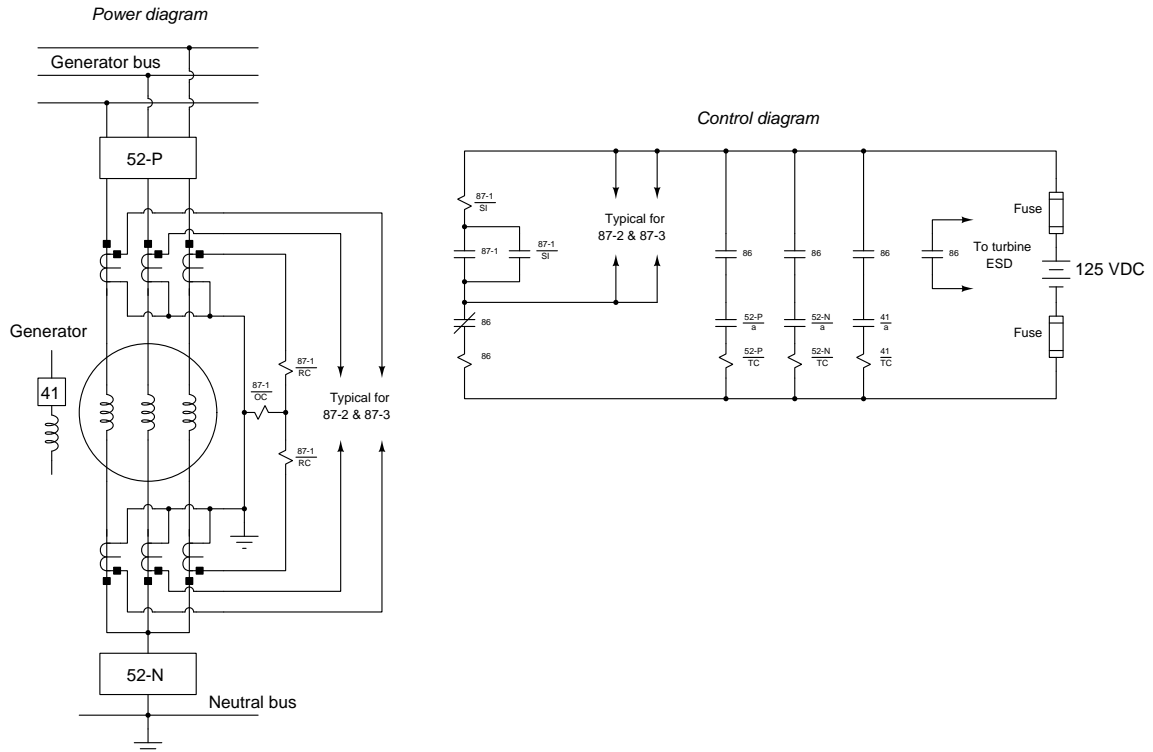 Power diagram
Generator bus
52-P
Generator
41
87-1
RC
87-1
OC
87-1
RC
Typical for
87-2 & 87-3
52-N
Neutral bus
Control diagram
87-1
SI
87-1
87-1
SI
86
86
Typical for
87-2 & 87-3
86
52-P
a
52-P
TC
86
52-N
a
52-N
TC
86
41
a
41
TC
86
To turbine
ESD
Fuse
125 VDC
Fuse